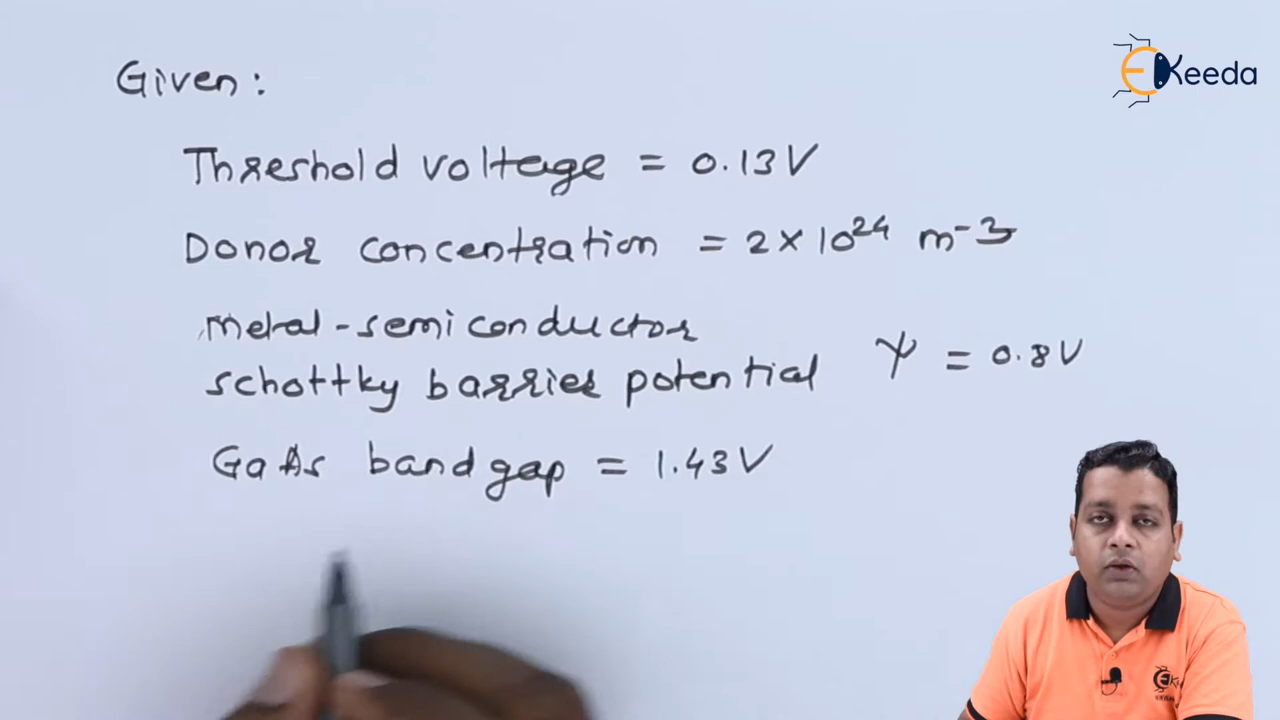 Given:
EKeeda
Threshold voltage = 0.13V
Donor concentration = 2 × 10²⁴ m⁻³
Metal-semiconductor
schottky barrier potential ψ = 0.8V
GaAs bandgap = 1.43V